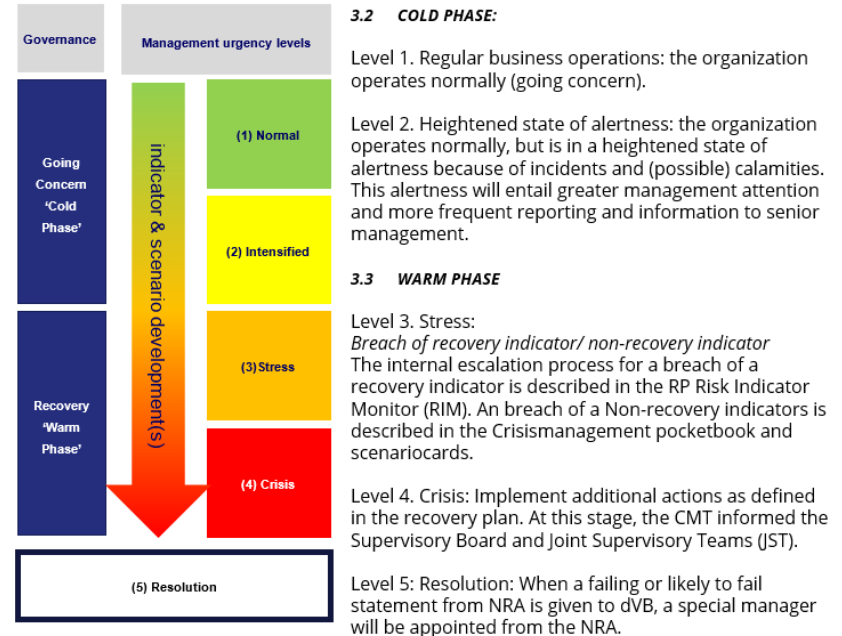 Governance
Management urgency levels
Going
Concern
‘Cold
Phase’
Recovery
‘Warm
Phase’
indicator & scenario development(s)
(1) Normal
(2) Intensified
(3)Stress
(4) Crisis
(5) Resolution
3.2 COLD PHASE:
Level 1. Regular business operations: the organization
operates normally (going concern).
Level 2. Heightened state of alertness: the organization
operates normally, but is in a heightened state of
alertness because of incidents and (possible) calamities.
This alertness will entail greater management attention
and more frequent reporting and information to senior
management.
3.3 WARM PHASE
Level 3. Stress:
Breach of recovery indicator/ non-recovery indicator
The internal escalation process for a breach of a
recovery indicator is described in the RP Risk Indicator
Monitor (RIM). An breach of a Non-recovery indicators is
described in the Crisismanagement pocketbook and
scenariocards.
Level 4. Crisis: Implement additional actions as defined
in the recovery plan. At this stage, the CMT informed the
Supervisory Board and Joint Supervisory Teams (JST).
Level 5: Resolution: When a failing or likely to fail
statement from NRA is given to dVB, a special manager
will be appointed from the NRA.